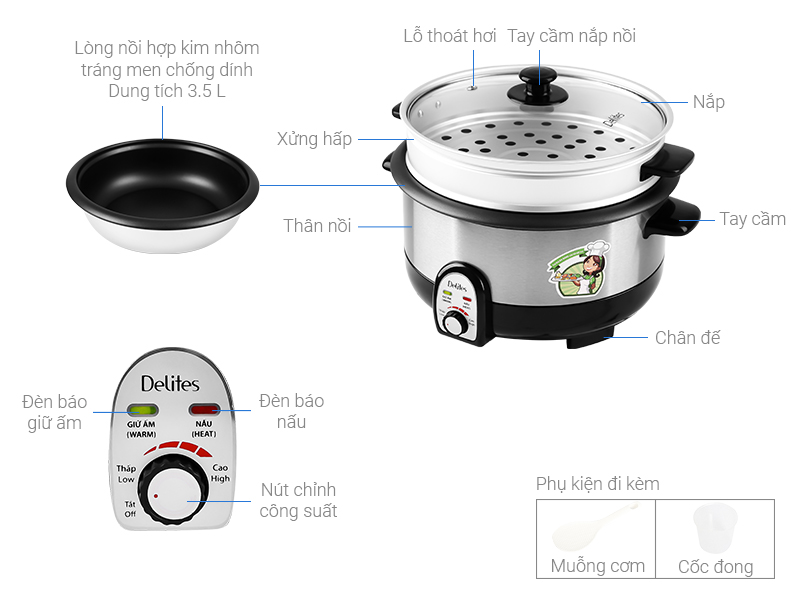 Lòng nồi hợp kim nhôm
tráng men chống dính
Dung tích 3.5 L
Lỗ thoát hơi
Tay cầm nắp nồi
Nắp
Xửng hấp
Delites
Thân nồi
Tay cầm
Delites
Chân đế
Delites
Đèn báo
giữ ấm
Đèn báo
nấu
GIỮ ẤM
(WARM)
NẤU
(HEAT)
Thấp
Low
Cao
High
Tắt
Off
Nút chỉnh
công suất
Phụ kiện đi kèm
Muỗng cơm
Cốc đong